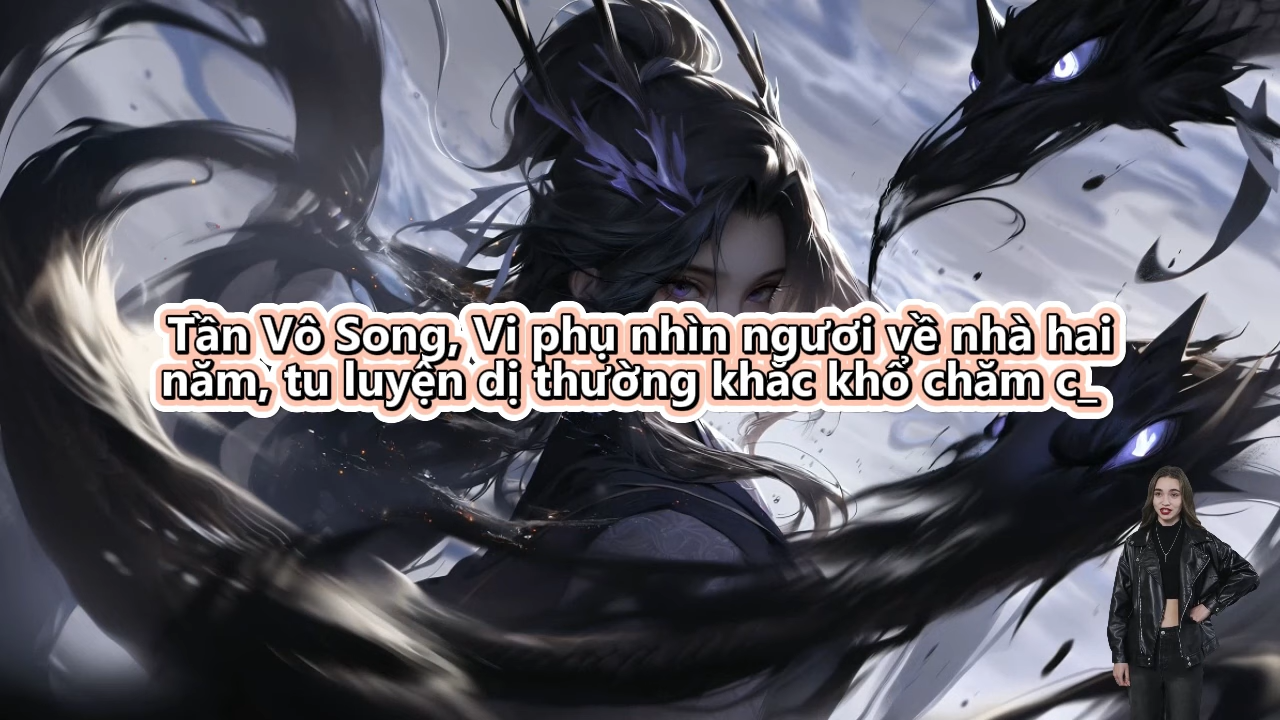 Tần Vô Song, Vi phụ nhìn ngươi về nhà hai
năm, tu luyện dị thường khắc khổ chăm c_